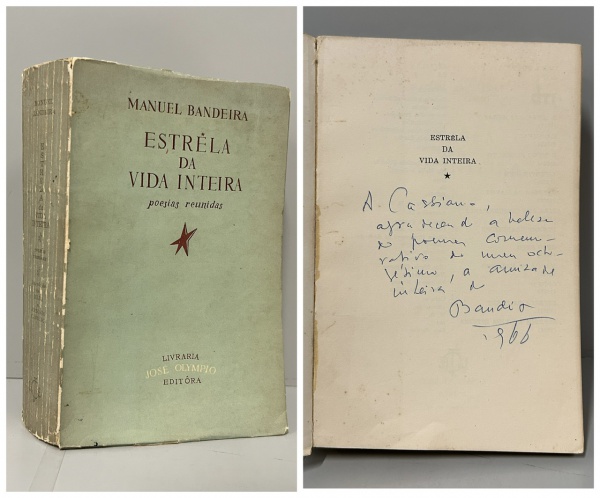 MANUEL BANDEIRA
ESTRÊLA
DA
VIDA INTEIRA
poesias reunidas
LIVRARIA
JOSÉ OLYMPIO
EDITÔRA
ESTRÊLA
DA
VIDA INTEIRA
A Cassiano,
agradecendo a beleza
do poema comemo-
rativo do meu octo-
gésimo, a amizade
inteira do
Bandeira
1966